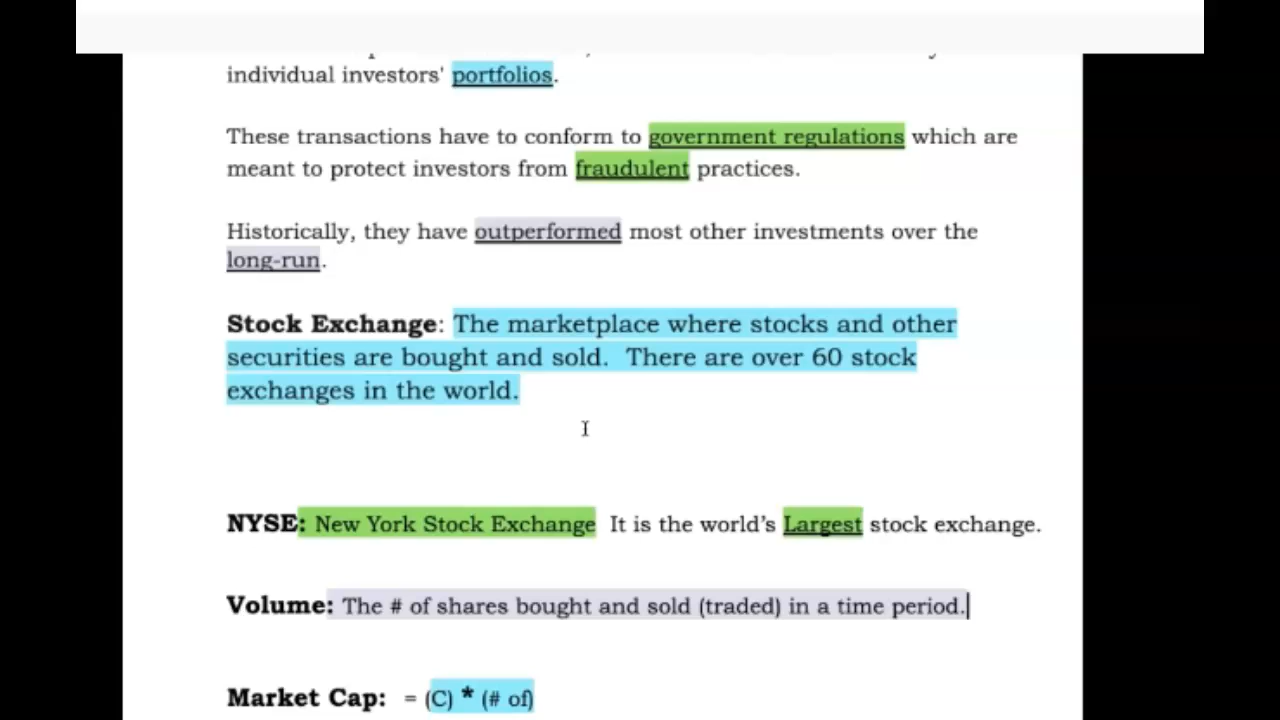 individual investors' portfolios.
These transactions have to conform to government regulations which are
meant to protect investors from fraudulent practices.
Historically, they have outperformed most other investments over the
long-run.
Stock Exchange: The marketplace where stocks and other
securities are bought and sold. There are over 60 stock
exchanges in the world.
NYSE: New York Stock Exchange It is the world’s Largest stock exchange.
Volume: The # of shares bought and sold (traded) in a time period.
Market Cap: = (C) * (# of)